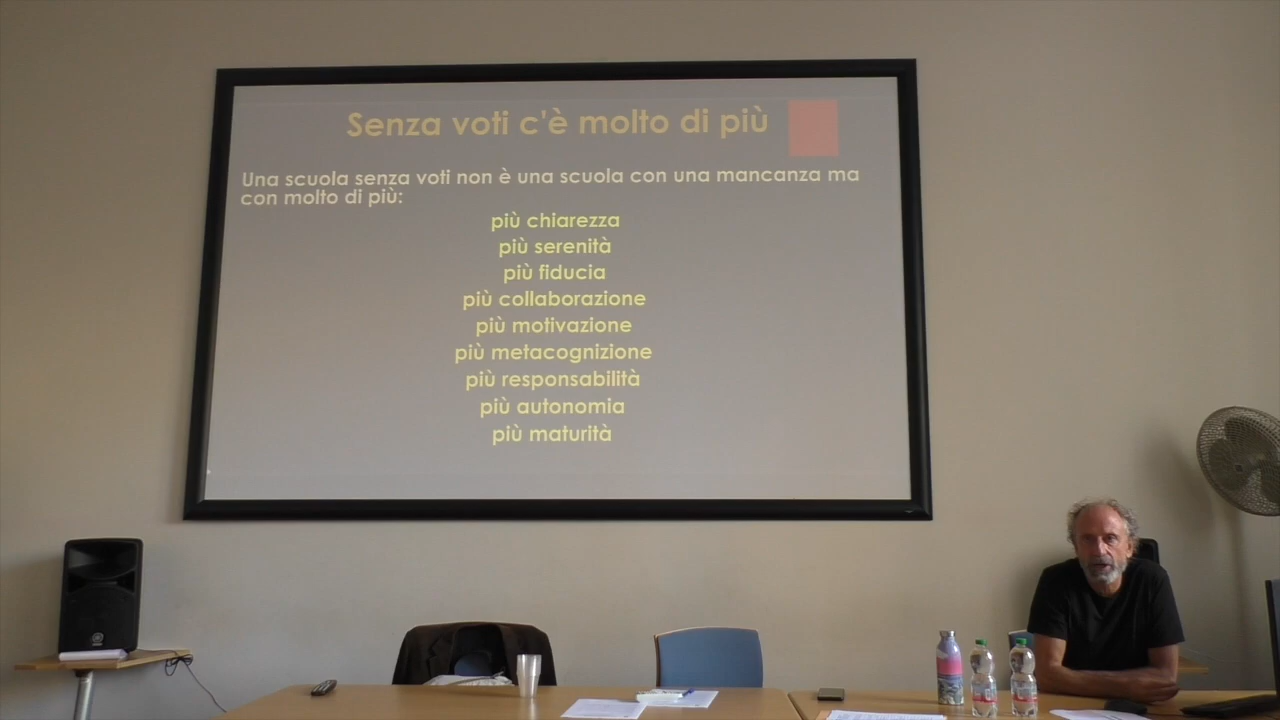 Senza voti c'è molto di più
Una scuola senza voti non è una scuola con una mancanza ma
con molto di più:
più chiarezza
più serenità
più fiducia
più collaborazione
più motivazione
più metacognizione
più responsabilità
più autonomia
più maturità